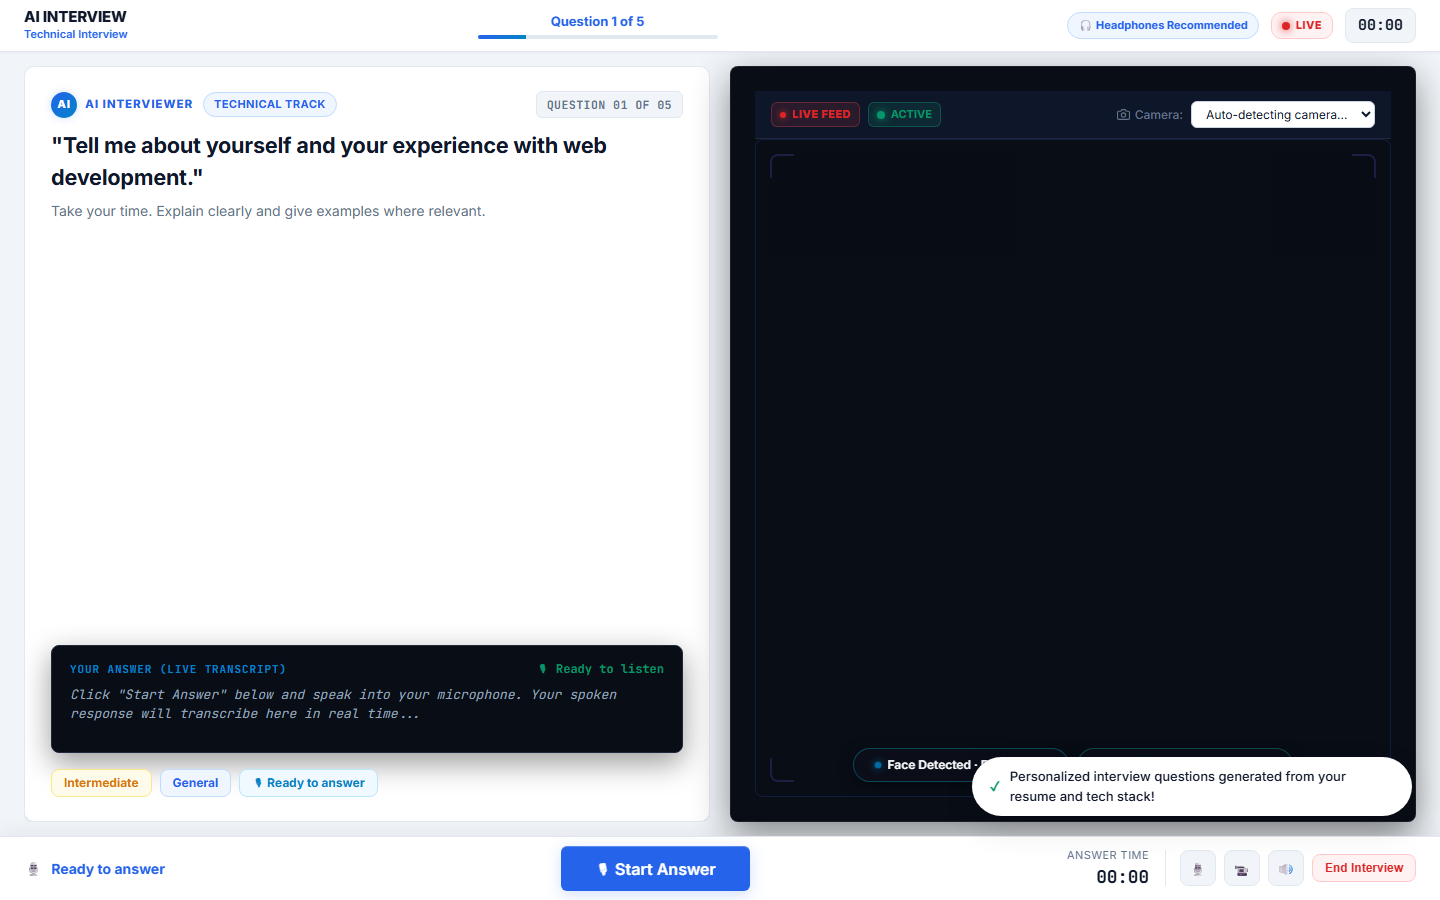 AI INTERVIEW
Technical Interview
Question 1 of 5
Headphones Recommended
LIVE
00:00
AI
AI INTERVIEWER
TECHNICAL TRACK
QUESTION 01 OF 05
"Tell me about yourself and your experience with web
development."
Take your time. Explain clearly and give examples where relevant.
YOUR ANSWER (LIVE TRANSCRIPT)
Ready to listen
Click "Start Answer" below and speak into your microphone. Your spoken
response will transcribe here in real time...
Intermediate
General
Ready to answer
LIVE FEED
ACTIVE
Camera:
Auto-detecting camera...
Face Detected ·
Personalized interview questions generated from your
resume and tech stack!
Ready to answer
Start Answer
ANSWER TIME
00:00
End Interview